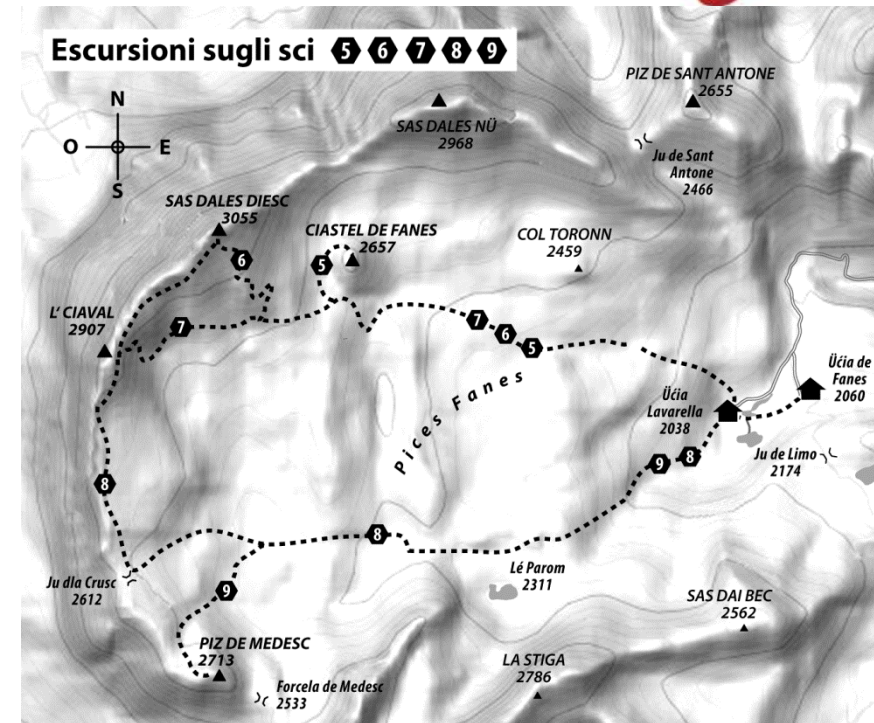 Escursioni sugli sci 5 6 7 8 9
N
O E
S
PIZ DE SANT ANTONE
2655
SAS DALES NÜ
2968
Ju de Sant
Antone
2466
SAS DALES DIESC
3055
CIASTEL DE FANES
2657
COL TORONN
2459
6
5
L' CIAVAL
2907
7
7
6
5
Pices Fanes
Üćia de
Fanes
2060
Üćia
Lavarella
2038
Ju de Limo
2174
9
8
8
8
Ju dla Crusc
2612
9
Lé Parom
2311
SAS DAI BEC
2562
PIZ DE MEDESC
2713
LA STIGA
2786
Forcela de Medesc
2533